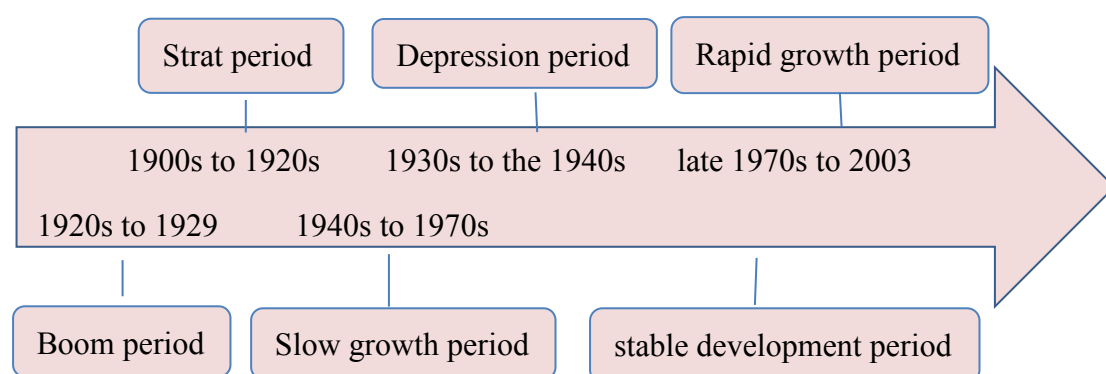 Strat period
Depression period
Rapid growth period
1900s to 1920s
1930s to the 1940s
late 1970s to 2003
1920s to 1929
1940s to 1970s
Boom period
Slow growth period
stable development period